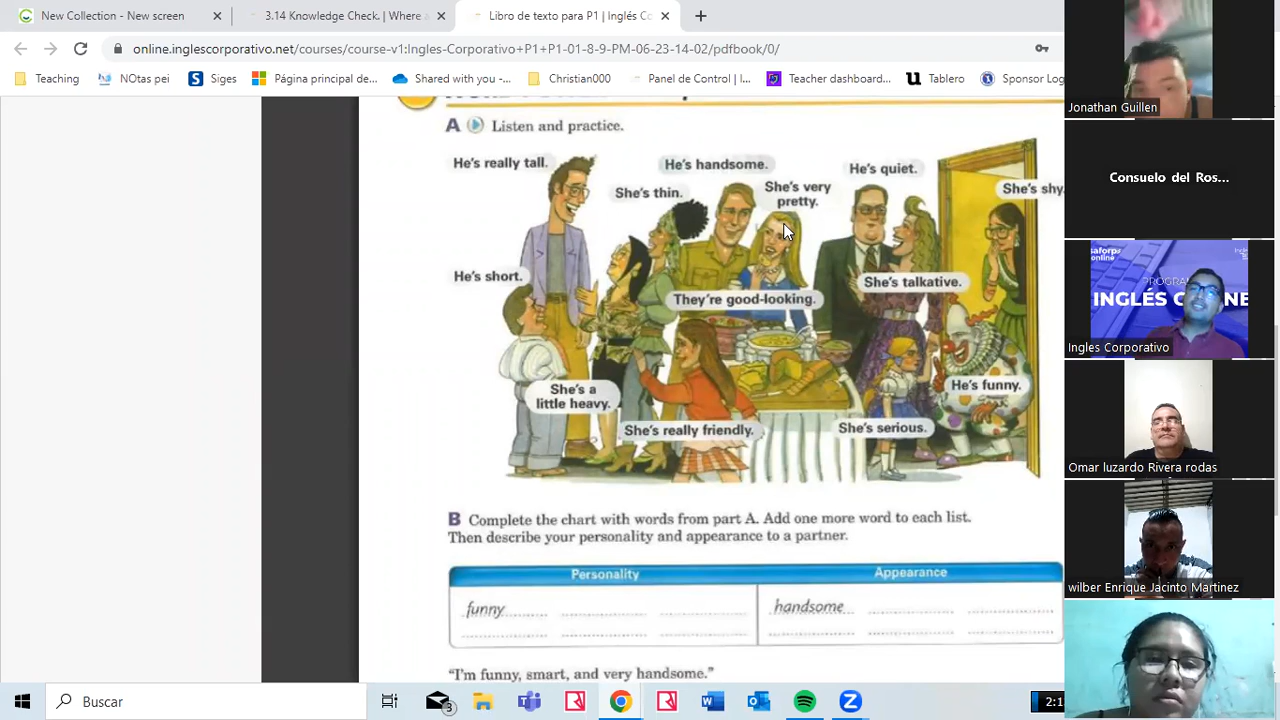 New Collection - New screen
3.14 Knowledge Check. | Where a
Libro de texto para P1 | Inglés Co
online.inglescorporativo.net/courses/course-v1:Ingles-Corporativo+P1+P1-01-8-9-PM-06-23-14-02/pdfbook/0/
Teaching
NOtas pei
Siges
Página principal de...
Shared with you -...
Christian000
Panel de Control | I...
Teacher dashboard...
Tablero
Sponsor Log
A Listen and practice.
He's really tall.
He's handsome.
He's quiet.
She's thin.
She's very
pretty.
She's shy.
He's short.
She's talkative.
They're good-looking.
She's a
little heavy.
He's funny.
She's really friendly.
She's serious.
B Complete the chart with words from part A. Add one more word to each list.
Then describe your personality and appearance to a partner.
Personality
Appearance
funny
handsome
"I'm funny, smart, and very handsome."
Jonathan Guillen
Consuelo del Ros...
online
INGLÉS
Ingles Corporativo
Omar luzardo Rivera rodas
wilber Enrique Jacinto Martinez
Buscar
3
2:1